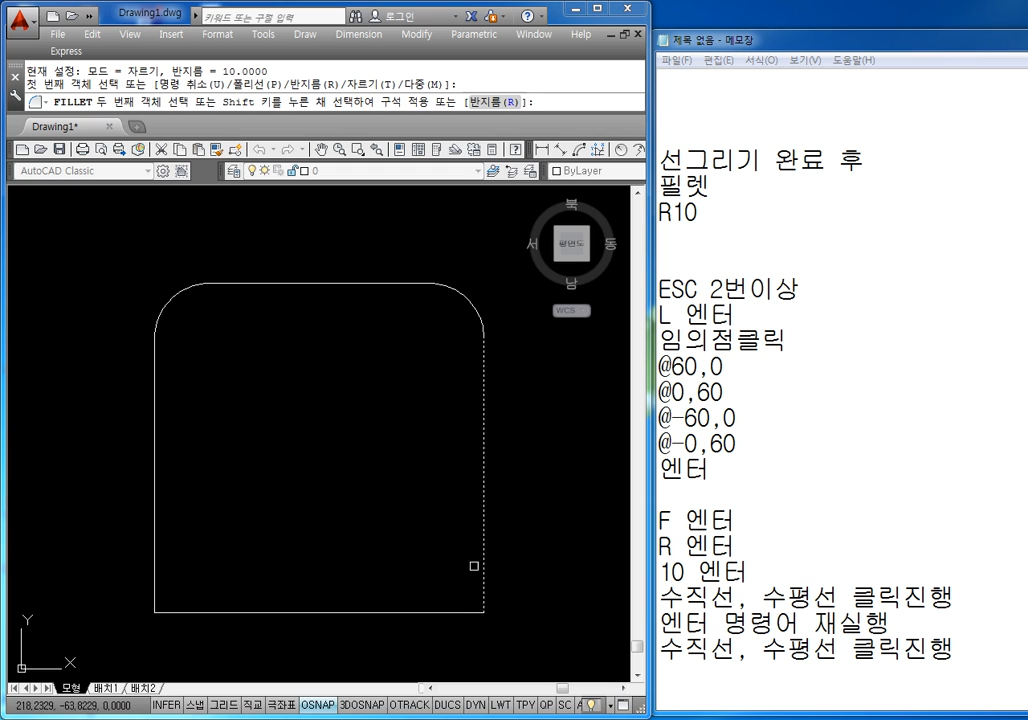 Drawing1.dwg
키워드 또는 구절 입력
로그인
File Edit View Insert Format Tools Draw Dimension Modify Parametric Window Help
Express
현재 설정: 모드 = 자르기, 반지름 = 10.0000
첫 번째 객체 선택 또는 [명령 취소(U)/폴리선(P)/반지름(R)/자르기(T)/다중(M)]:
FILLET 두 번째 객체 선택 또는 Shift 키를 누른 채 선택하여 구석 적용 또는 [반지름(R)]:
Drawing1*
AutoCAD Classic
0
ByLayer
북
서
평면도
동
남
WCS
Y
X
모형 배치1 배치2
218,2329, -63,8229, 0,0000 INFER 스냅 그리드 직교 극좌표 OSNAP 3DOSNAP OTRACK DUCS DYN LWT TPY QP SC
제목 없음 - 메모장
파일(F) 편집(E) 서식(O) 보기(V) 도움말(H)
선그리기 완료 후
필렛
R10
ESC 2번이상
L 엔터
임의점클릭
@60,0
@0,60
@-60,0
@-0,60
엔터
F 엔터
R 엔터
10 엔터
수직선, 수평선 클릭진행
엔터 명령어 재실행
수직선, 수평선 클릭진행